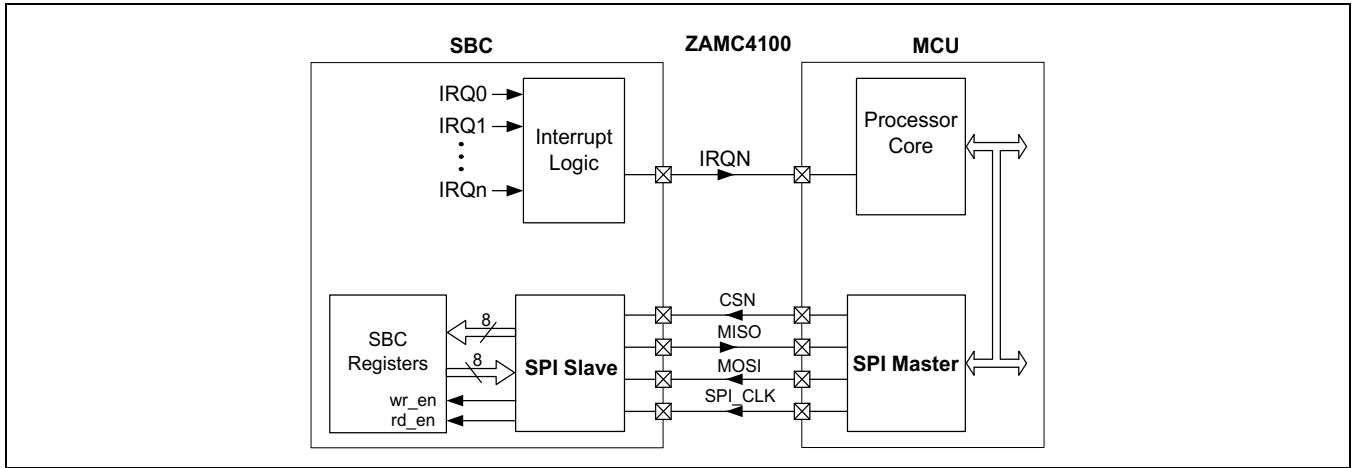 SBC
ZAMC4100
MCU
IRQ0
IRQ1
IRQn
Interrupt
Logic
IRQN
Processor
Core
SBC
Registers
8
8
wr_en
rd_en
SPI Slave
CSN
MISO
MOSI
SPI_CLK
SPI Master